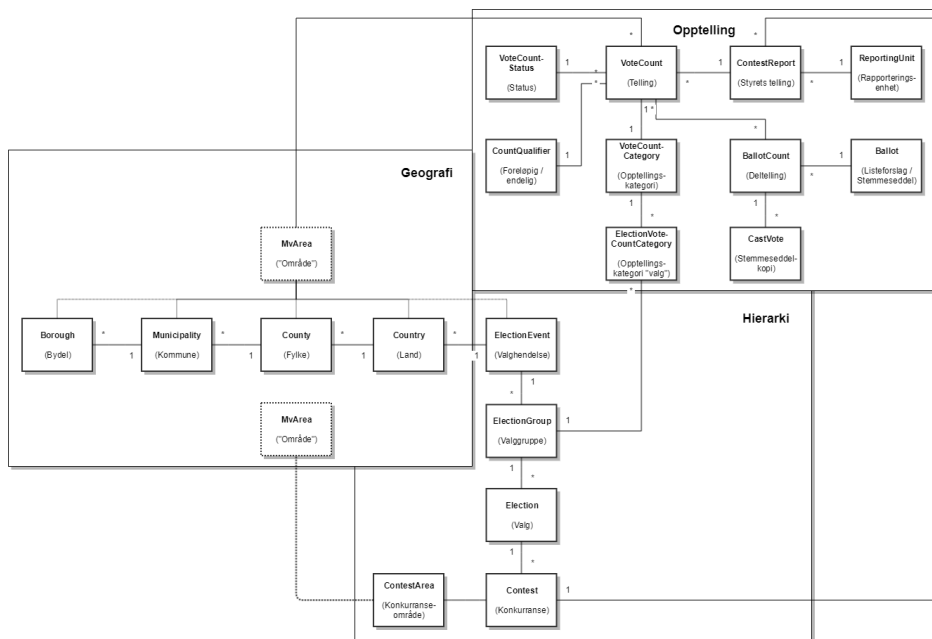 Opptelling
VoteCount-
Status
(Status)
VoteCount
(Telling)
ContestReport
(Styrets telling)
ReportingUnit
(Rapporterings-
enhet)
*
*
1
*
1
*
1
*
*
1 *
*
CountQualifier
(Foreløpig /
endelig)
1
VoteCount-
Category
(Opptellings-
kategori)
1
BallotCount
(Deltelling)
Ballot
(Listeforslag /
Stemmeseddel)
1
*
1
*
1
*
ElectionVote-
CountCategory
(Opptellings-
kategori "valg")
*
CastVote
(Stemmeseddel-
kopi)
Geografi
MvArea
("Område")
Borough
(Bydel)
*
1
Municipality
(Kommune)
*
1
County
(Fylke)
*
1
Country
(Land)
*
1
MvArea
("Område")
Hierarki
ElectionEvent
(Valghendelse)
1
*
ElectionGroup
(Valggruppe)
1
1
*
Election
(Valg)
1
*
ContestArea
(Konkurranse-
område)
Contest
(Konkurranse)
1